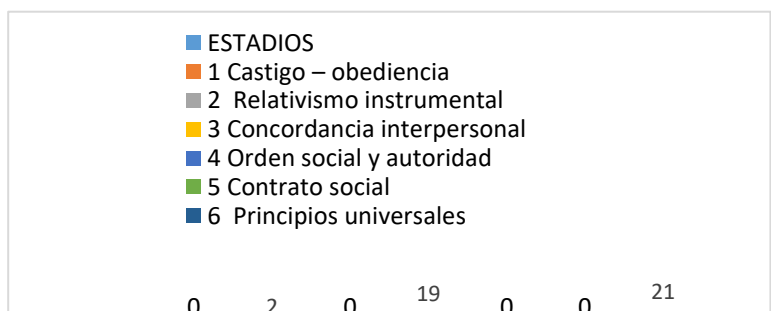 ESTADIOS
1 Castigo – obediencia
2  Relativismo instrumental
3 Concordancia interpersonal
4 Orden social y autoridad
5 Contrato social
6  Principios universales
0 2 0 19 0 0 21